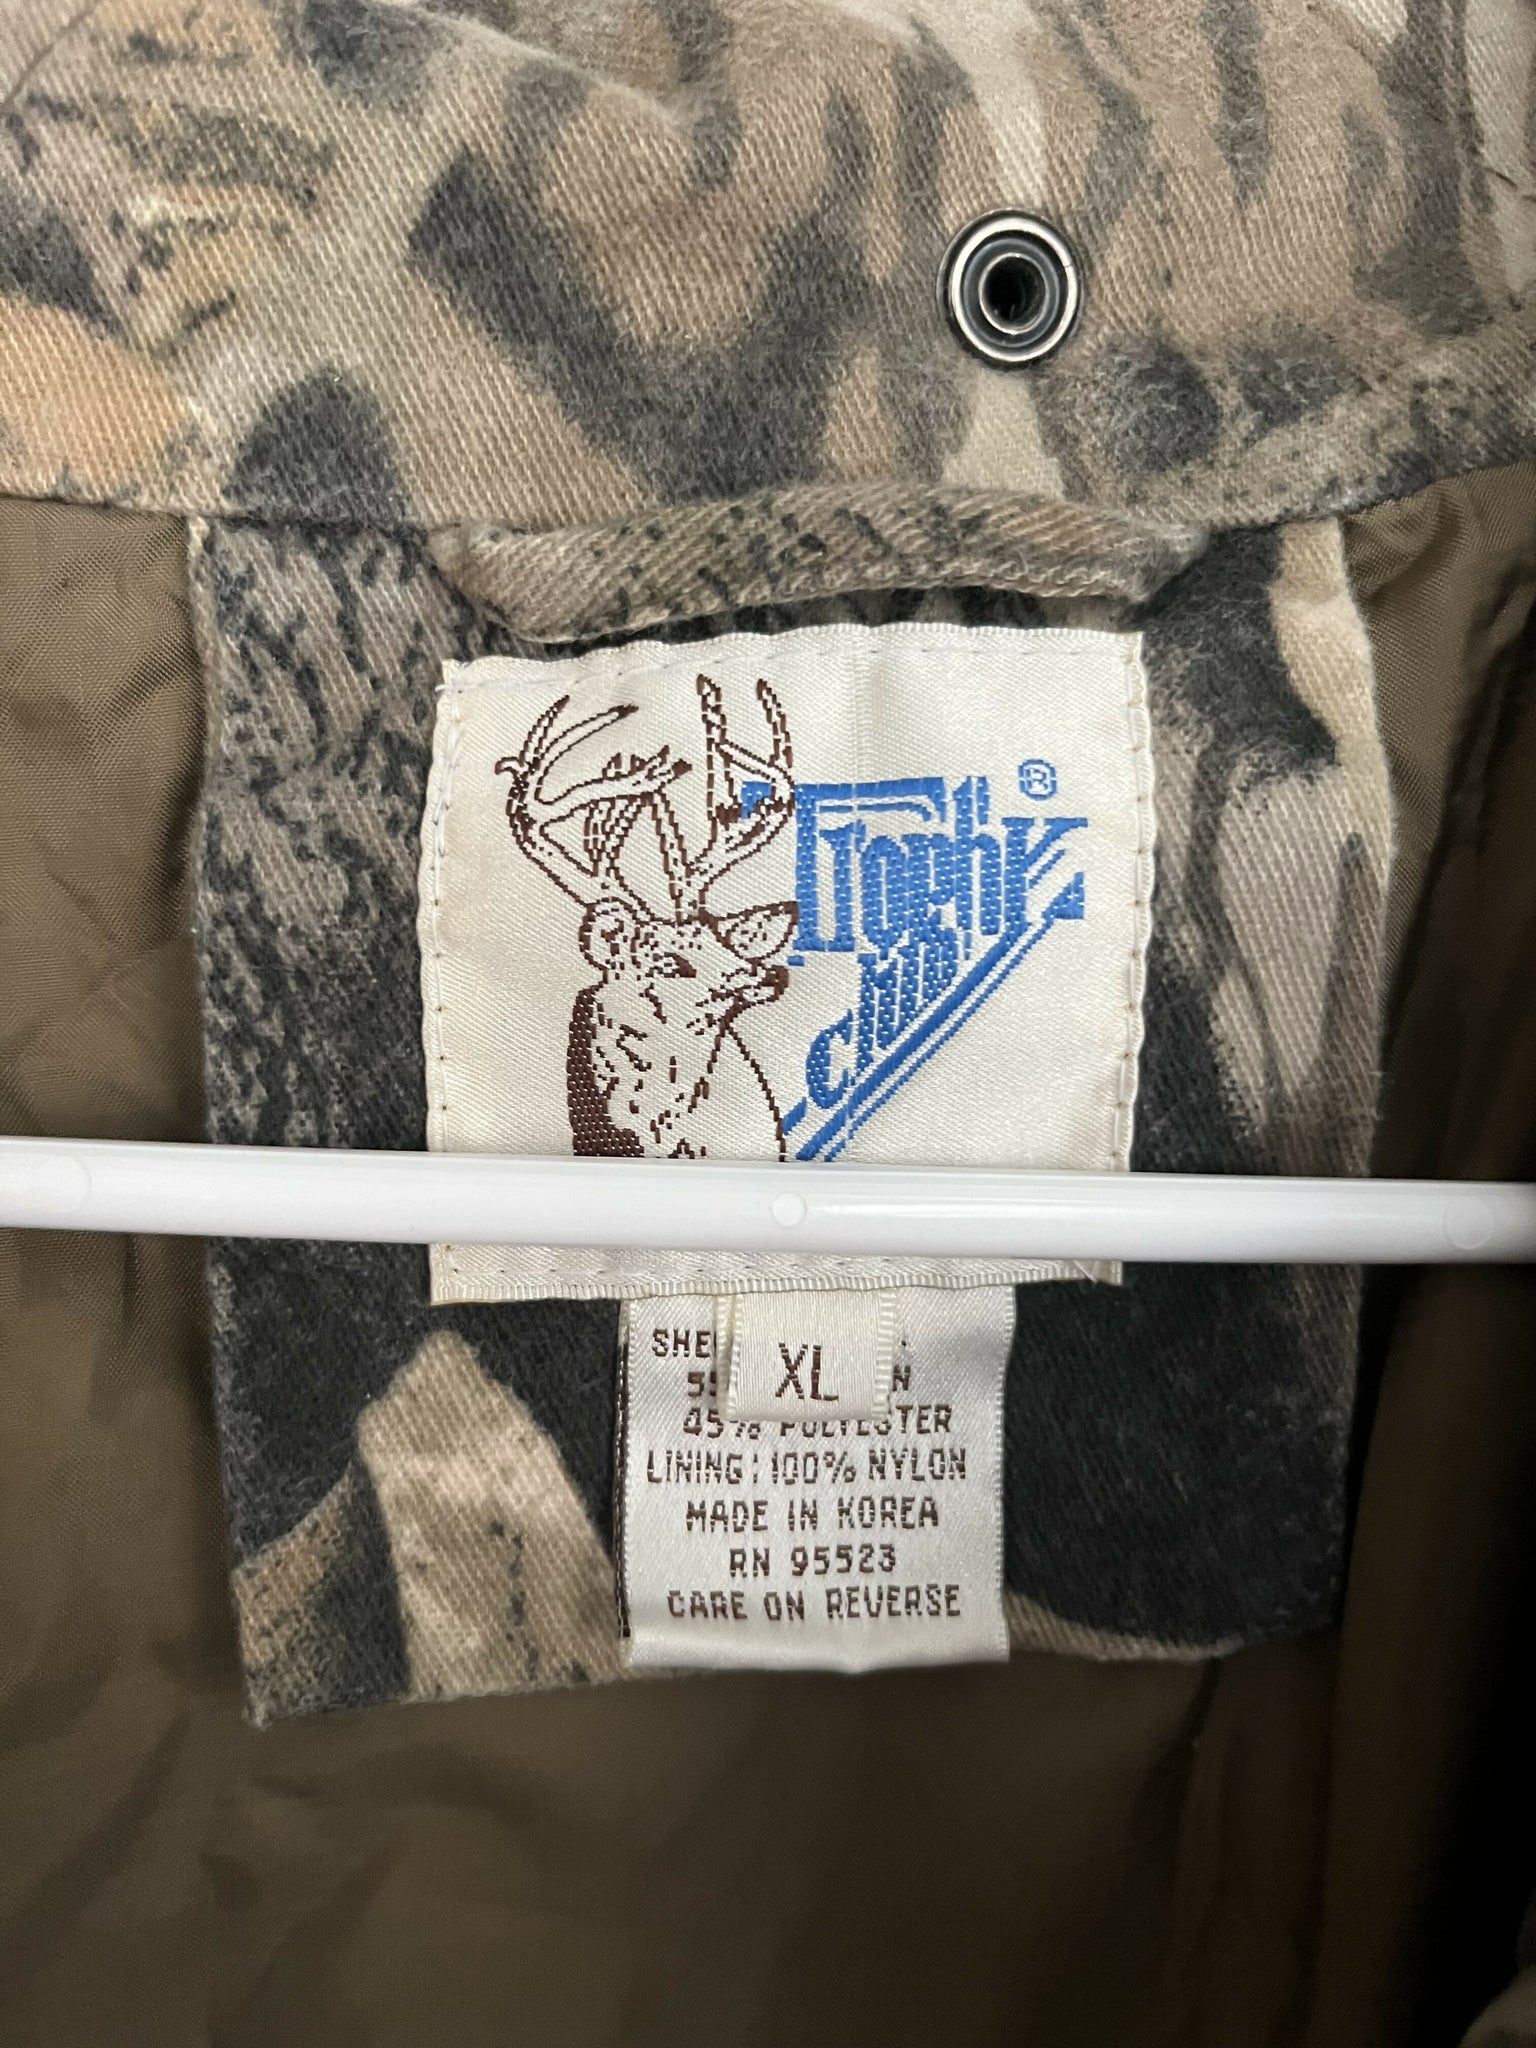 Trophy ®
Club
XL
45% POLYESTER
LINING: 100% NYLON
MADE IN KOREA
RN 95523
CARE ON REVERSE